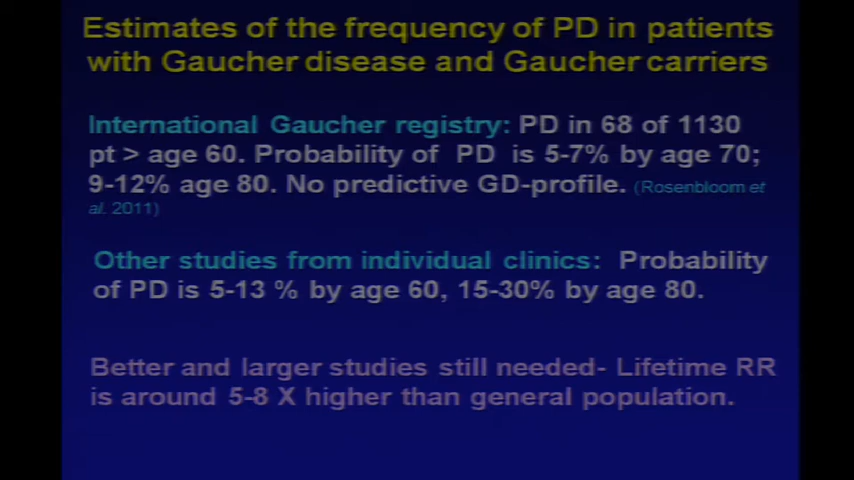 Estimates of the frequency of PD in patients
with Gaucher disease and Gaucher carriers
International Gaucher registry: PD in 68 of 1130
pt > age 60. Probability of PD is 5-7% by age 70;
9-12% age 80. No predictive GD-profile. (Rosenbloom et
al. 2011)
Other studies from individual clinics: Probability
of PD is 5-13 % by age 60, 15-30% by age 80.
Better and larger studies still needed- Lifetime RR
is around 5-8 X higher than general population.